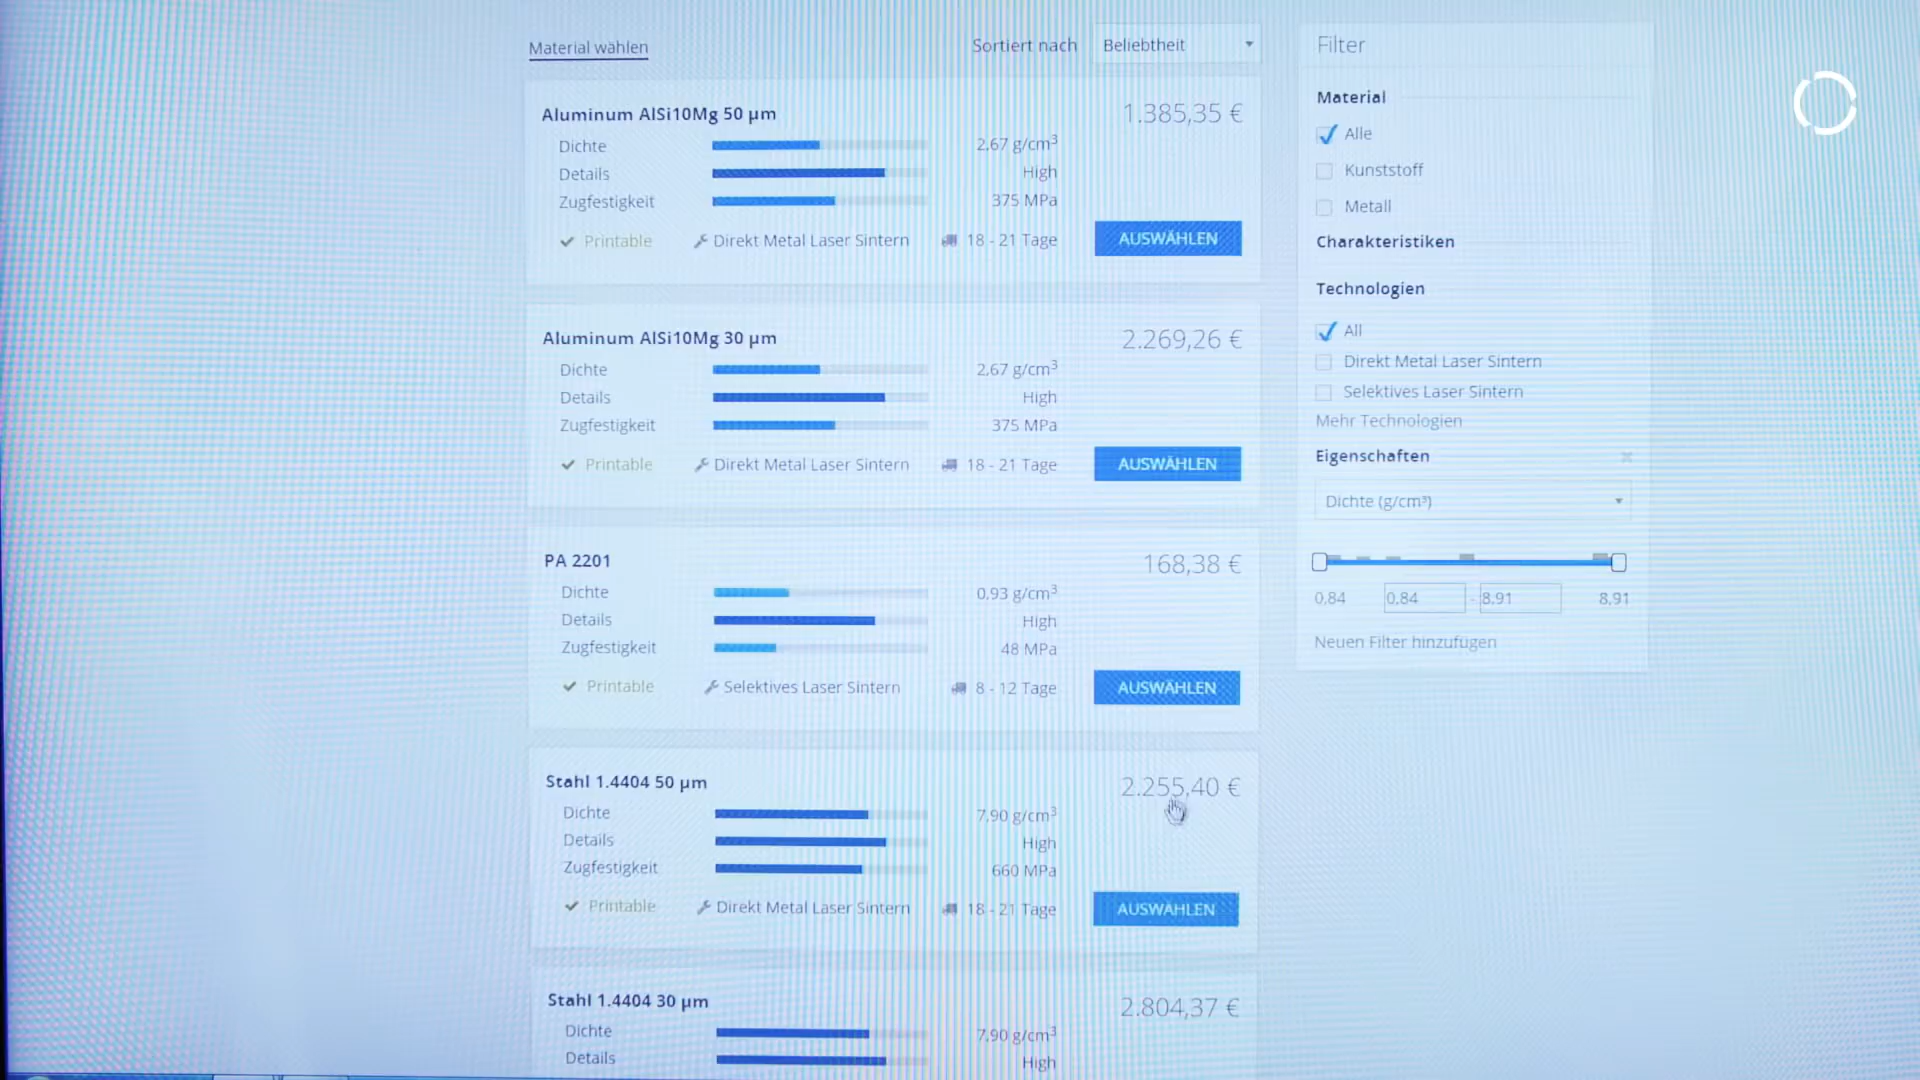 Material wählen
Sortiert nach Beliebtheit
Aluminum AlSi10Mg 50 µm 1.385,35 €
Dichte 2,67 g/cm³
Details High
Zugfestigkeit 375 MPa
Printable Direkt Metal Laser Sintern 18 - 21 Tage AUSWÄHLEN
Aluminum AlSi10Mg 30 µm 2.269,26 €
Dichte 2,67 g/cm³
Details High
Zugfestigkeit 375 MPa
Printable Direkt Metal Laser Sintern 18 - 21 Tage AUSWÄHLEN
PA 2201 168,38 €
Dichte 0,93 g/cm³
Details High
Zugfestigkeit 48 MPa
Printable Selektives Laser Sintern 8 - 12 Tage AUSWÄHLEN
Stahl 1.4404 50 µm 2.255,40 €
Dichte 7,90 g/cm³
Details High
Zugfestigkeit 660 MPa
Printable Direkt Metal Laser Sintern 18 - 21 Tage AUSWÄHLEN
Stahl 1.4404 30 µm 2.804,37 €
Dichte 7,90 g/cm³
Details High
Filter
Material
Alle
Kunststoff
Metall
Charakteristiken
Technologien
All
Direkt Metal Laser Sintern
Selektives Laser Sintern
Mehr Technologien
Eigenschaften
Dichte (g/cm³)
0,84 0,84 - 8,91 8,91
Neuen Filter hinzufügen